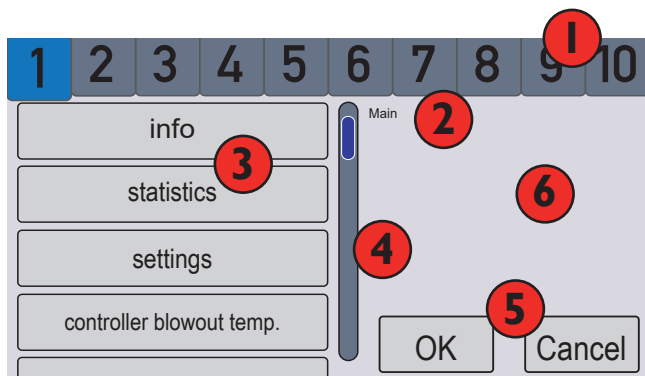 1
1 2 3 4 5 6 7 8 9 10
Main
2
info
3
statistics
6
settings
4
controller blowout temp.
5
OK Cancel